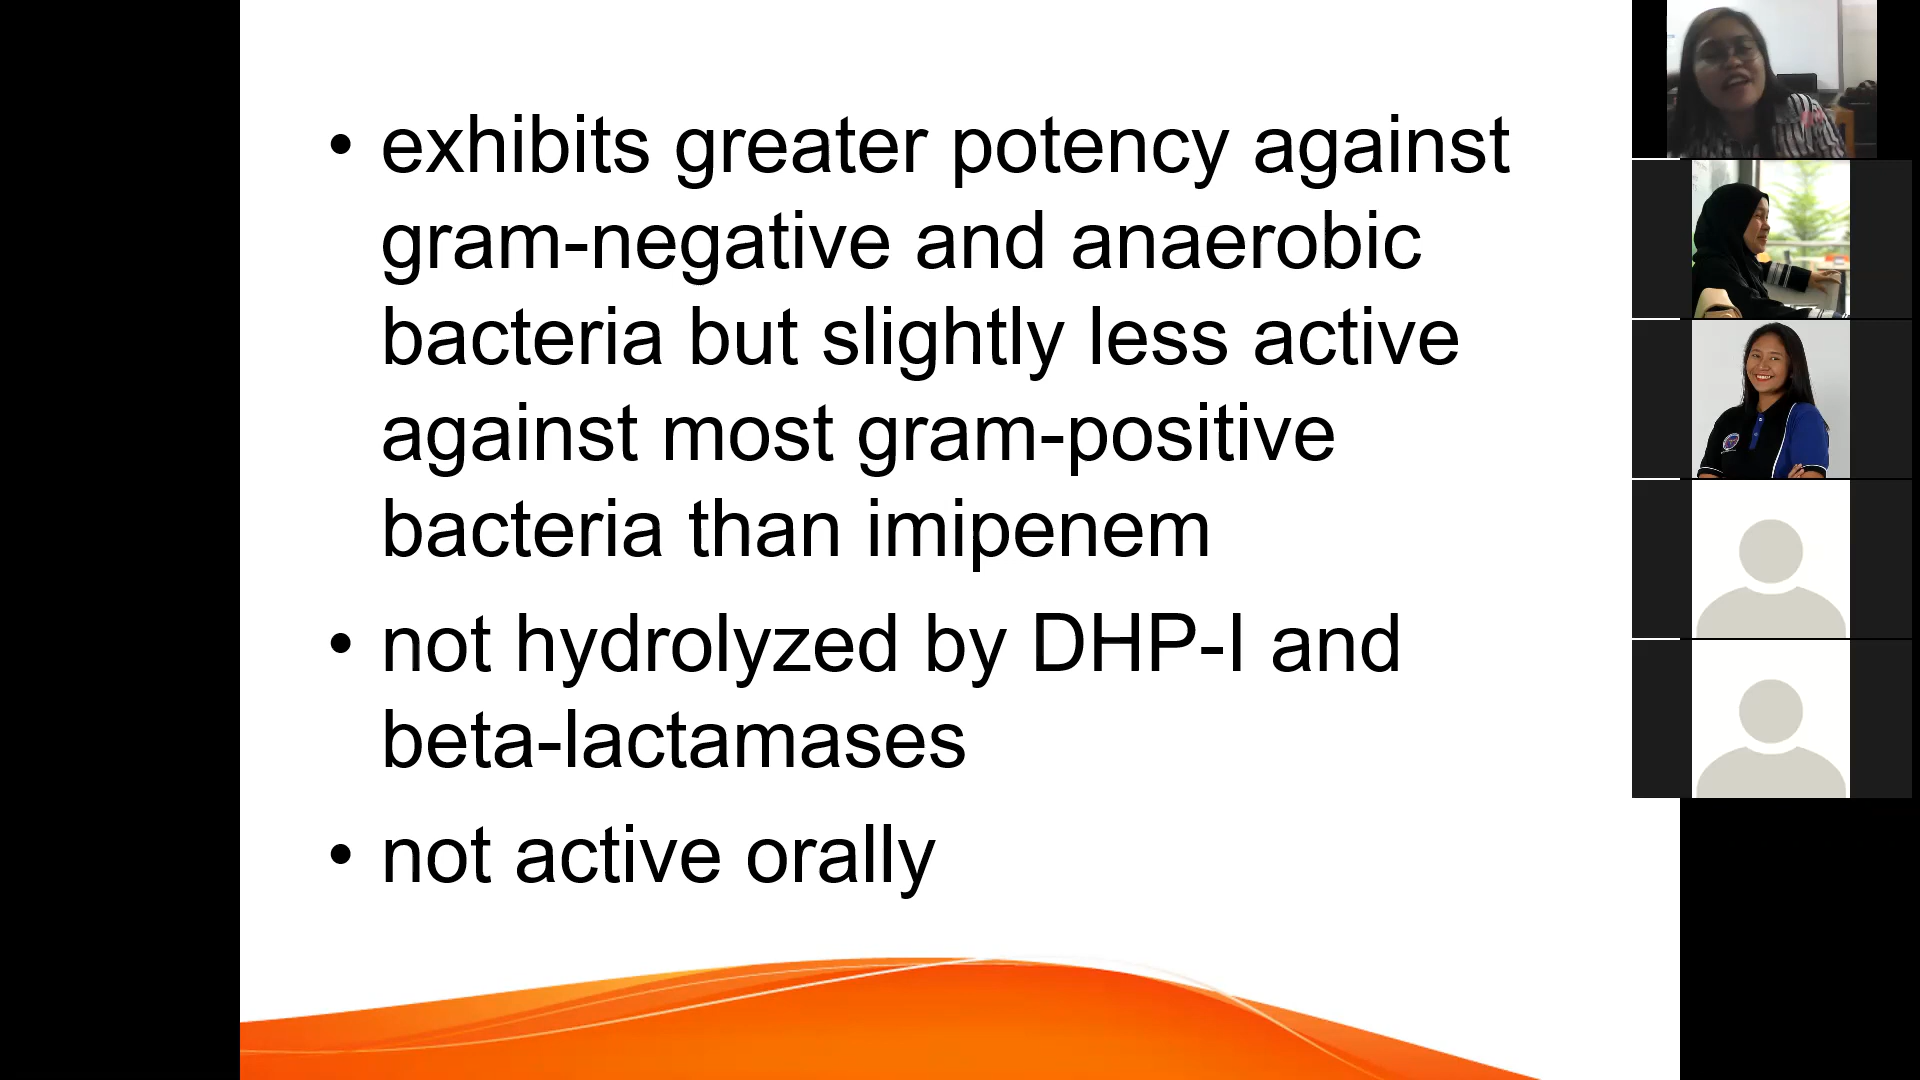 • exhibits greater potency against
gram-negative and anaerobic
bacteria but slightly less active
against most gram-positive
bacteria than imipenem
• not hydrolyzed by DHP-I and
beta-lactamases
• not active orally